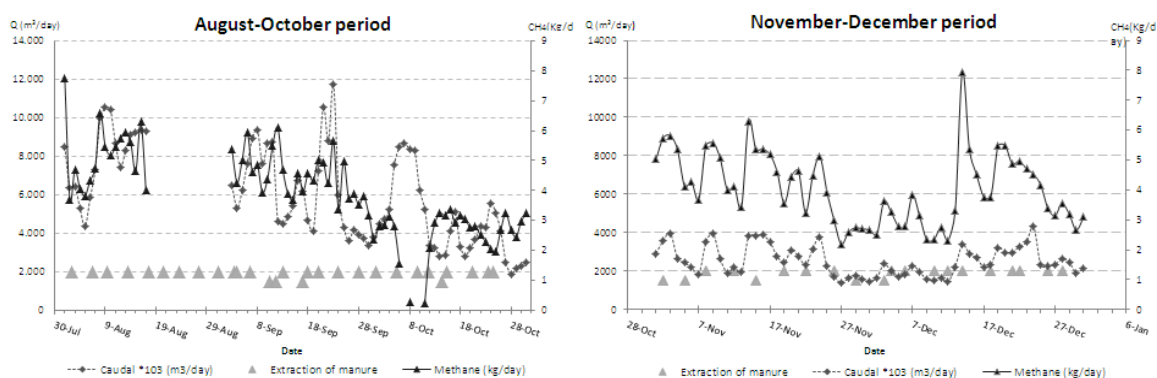 August-October period
Q (m³/day)
CH4(Kg/d
14.000
12.000
10.000
8.000
6.000
4.000
2.000
0
9
8
7
6
5
4
3
2
1
0
30-Jul
9-Aug
19-Aug
29-Aug
8-Sep
18-Sep
28-Sep
8-Oct
18-Oct
28-Oct
Date
Caudal *103 (m3/day)
Extraction of manure
Methane (kg/day)
November-December period
Q (m³/day)
CH4(Kg/d
ay)
14000
12000
10000
8000
6000
4000
2000
0
9
8
7
6
5
4
3
2
1
0
28-Oct
7-Nov
17-Nov
27-Nov
7-Dec
17-Dec
27-Dec
6-Jan
Date
Extraction of manure
Caudal *103 (m3/day)
Methane (kg/day)